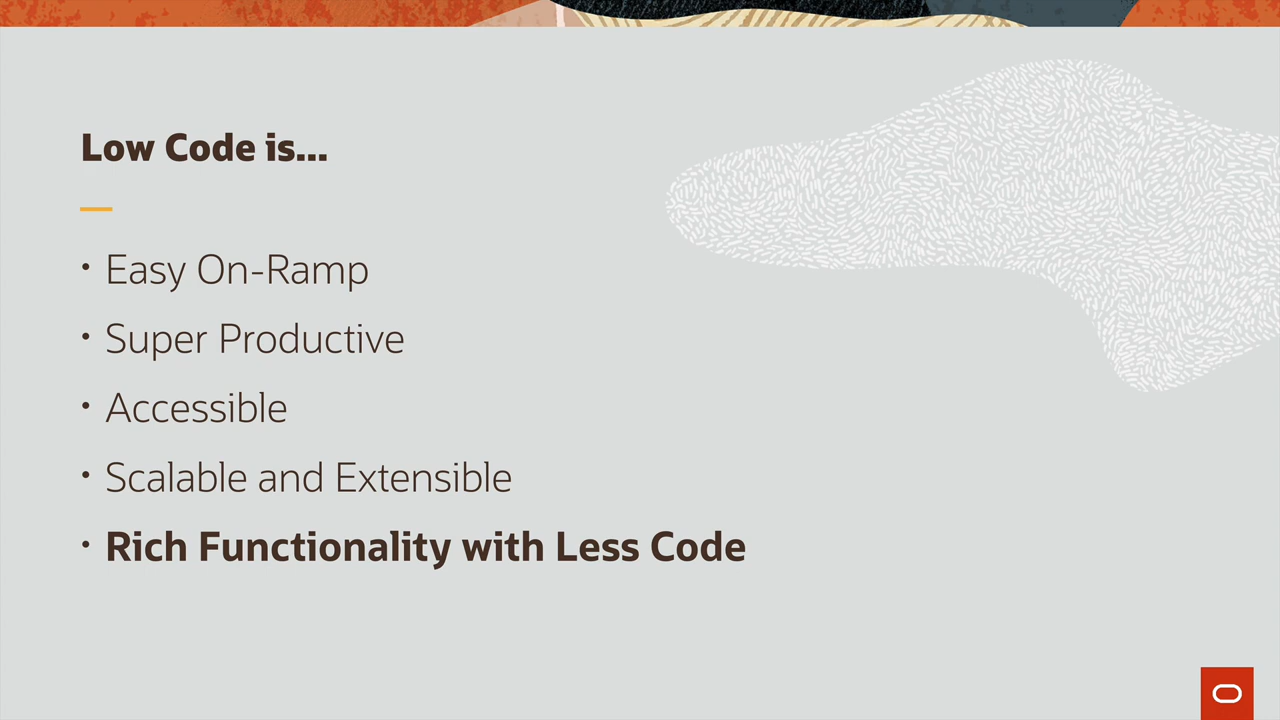 Low Code is...
• Easy On-Ramp
• Super Productive
• Accessible
• Scalable and Extensible
• Rich Functionality with Less Code